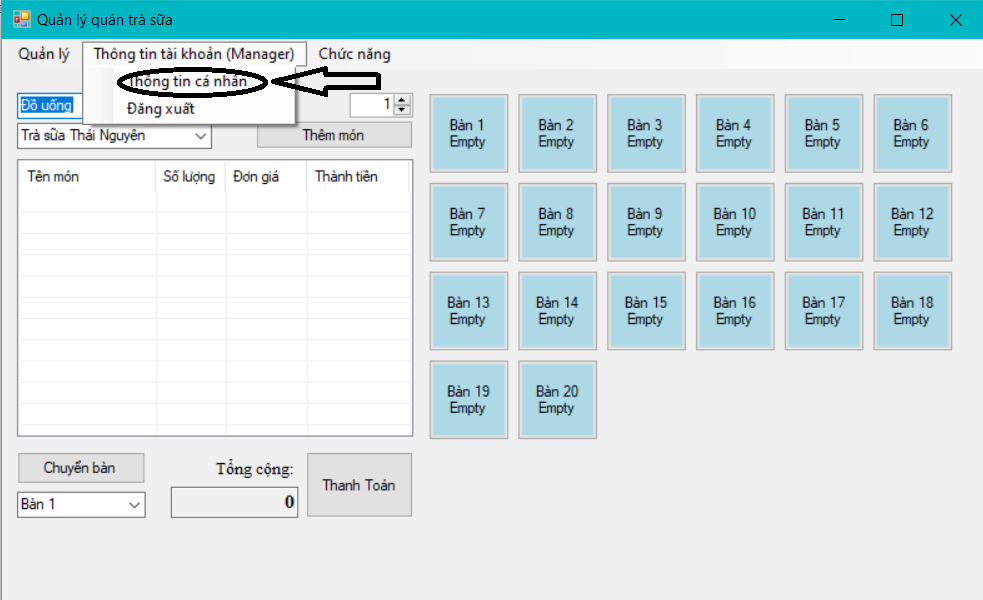 Quản lý quán trà sữa
Quản lý Thông tin tài khoản (Manager) Chức năng
Thông tin cá nhân
Đăng xuất
Đồ uống
1
Trà sữa Thái Nguyên
Thêm món
Tên món Số lượng Đơn giá Thành tiền
Chuyển bàn
Bàn 1
Tổng cộng:
0
Thanh Toán
Bàn 1
Empty
Bàn 2
Empty
Bàn 3
Empty
Bàn 4
Empty
Bàn 5
Empty
Bàn 6
Empty
Bàn 7
Empty
Bàn 8
Empty
Bàn 9
Empty
Bàn 10
Empty
Bàn 11
Empty
Bàn 12
Empty
Bàn 13
Empty
Bàn 14
Empty
Bàn 15
Empty
Bàn 16
Empty
Bàn 17
Empty
Bàn 18
Empty
Bàn 19
Empty
Bàn 20
Empty